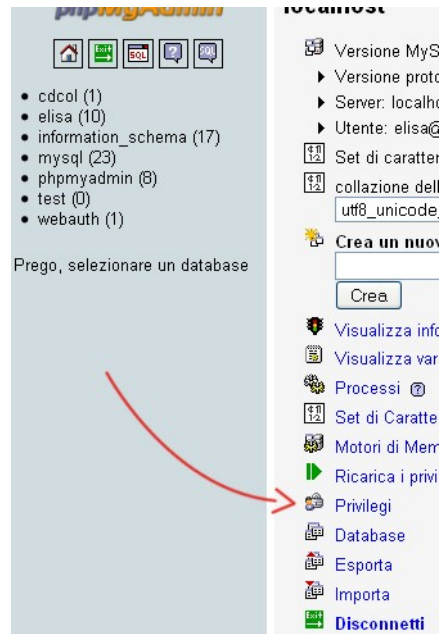 phpMyAdmin
cdcol (1)
elisa (10)
information_schema (17)
mysql (23)
phpmyadmin (8)
test (0)
webauth (1)
Prego, selezionare un database
localhost
Versione MyS
Versione proto
Server: localho
Utente: elisa@
Set di caratter
collazione dell
utf8_unicode_
Crea un nuov
Crea
Visualizza info
Visualizza var
Processi
Set di Caratte
Motori di Mem
Ricarica i privi
Privilegi
Database
Esporta
Importa
Disconnetti